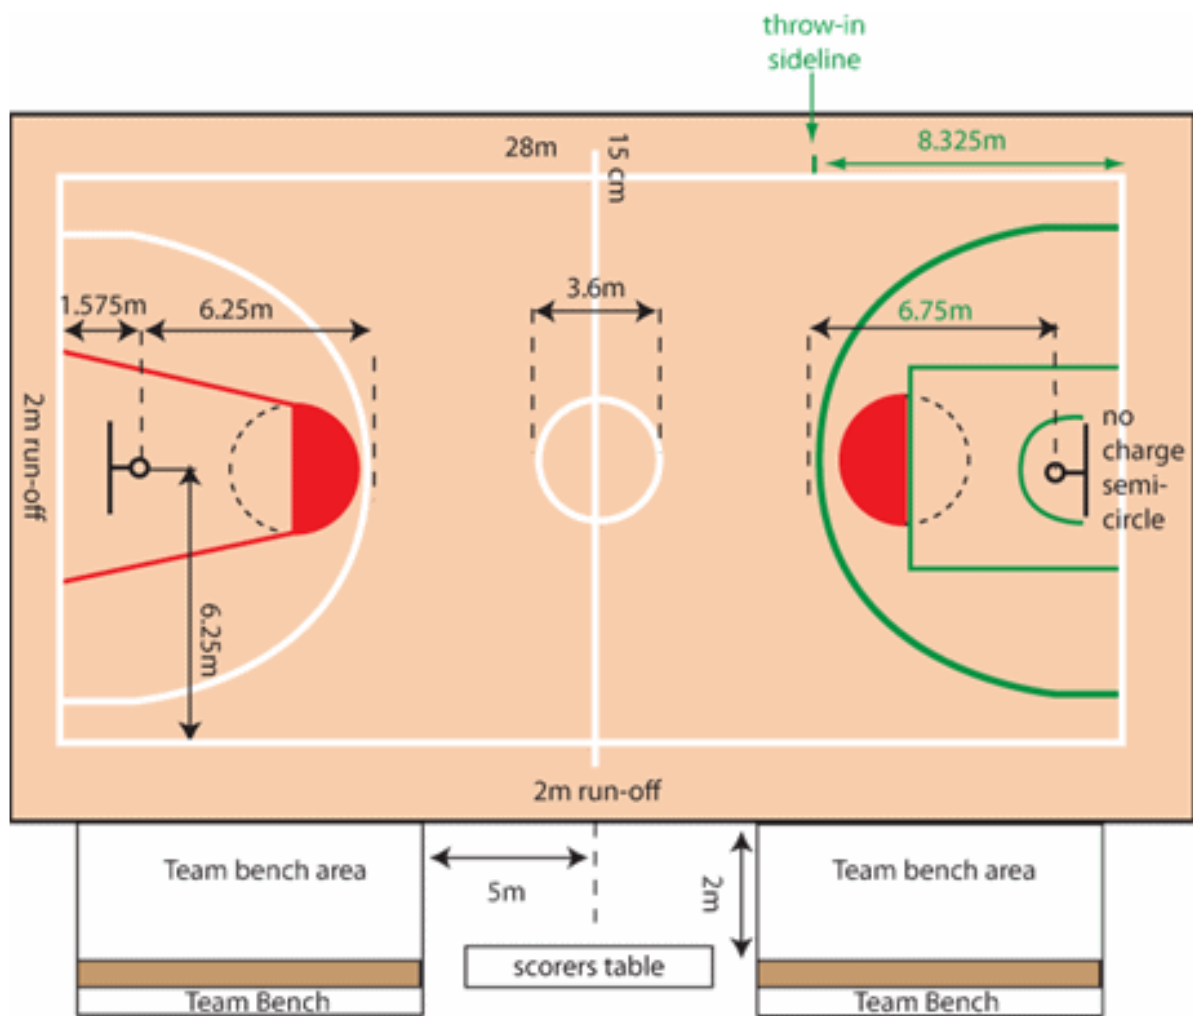 throw-in
sideline
28m
15 cm
8.325m
1.575m
6.25m
3.6m
6.75m
2m run-off
no
charge
semi-
circle
6.25m
2m run-off
Team bench area
5m
2m
Team bench area
scorers table
Team Bench
Team Bench